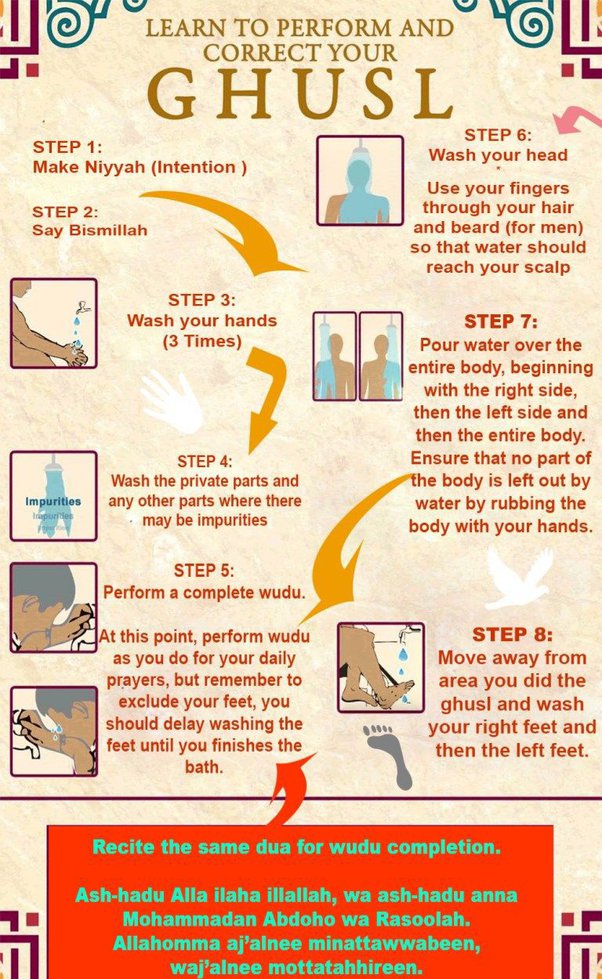 LEARN TO PERFORM AND
CORRECT YOUR
GHUSL
STEP 1:
Make Niyyah (Intention )
STEP 2:
Say Bismillah
STEP 3:
Wash your hands
(3 Times)
Impurities
Impurities
STEP 4:
Wash the private parts and
any other parts where there
may be impurities
STEP 5:
Perform a complete wudu.
At this point, perform wudu
as you do for your daily
prayers, but remember to
exclude your feet, you
should delay washing the
feet until you finishes the
bath.
STEP 6:
Wash your head
Use your fingers
through your hair
and beard (for men)
so that water should
reach your scalp
STEP 7:
Pour water over the
entire body, beginning
with the right side,
then the left side and
then the entire body.
Ensure that no part of
the body is left out by
water by rubbing the
body with your hands.
STEP 8:
Move away from
area you did the
ghusl and wash
your right feet and
then the left feet.
Recite the same dua for wudu completion.
Ash-hadu Alla ilaha illallah, wa ash-hadu anna
Mohammadan Abdoho wa Rasoolah.
Allahomma aj’alnee minattawwabeen,
waj’alnee mottatahhireen.